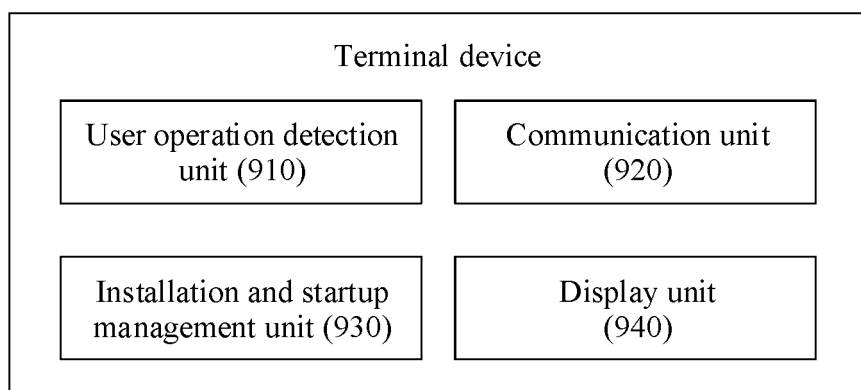 Terminal device
User operation detection
unit (910)
Communication unit
(920)
Installation and startup
management unit (930)
Display unit
(940)